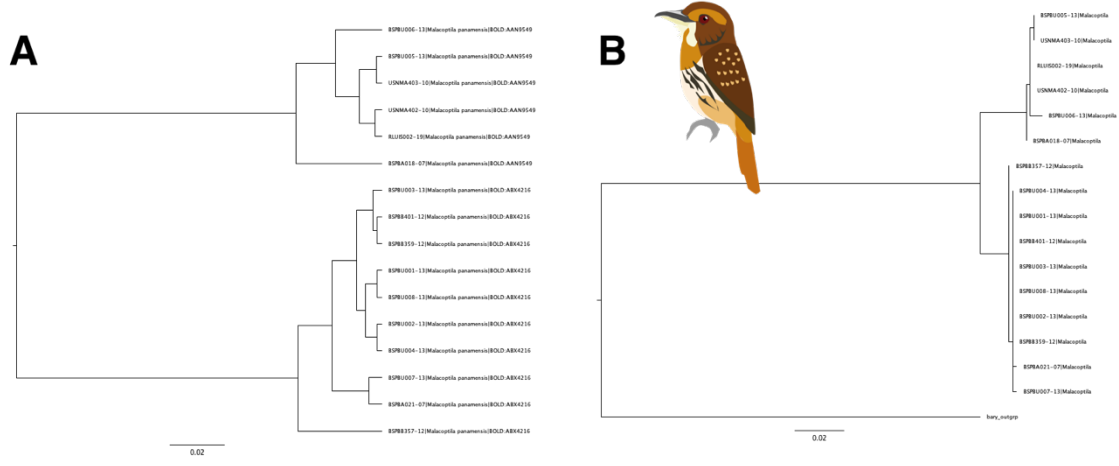 A
BSPBU006-13|Malacoptila panamensis|BOLD:AAN9549
BSPBU005-13|Malacoptila panamensis|BOLD:AAN9549
USNMA403-10|Malacoptila panamensis|BOLD:AAN9549
USNMA402-10|Malacoptila panamensis|BOLD:AAN9549
RLUIS002-19|Malacoptila panamensis|BOLD:AAN9549
BSPBA018-07|Malacoptila panamensis|BOLD:AAN9549
BSPBU003-13|Malacoptila panamensis|BOLD:ABX4216
BSPBB401-12|Malacoptila panamensis|BOLD:ABX4216
BSPBB359-12|Malacoptila panamensis|BOLD:ABX4216
BSPBU001-13|Malacoptila panamensis|BOLD:ABX4216
BSPBU008-13|Malacoptila panamensis|BOLD:ABX4216
BSPBU002-13|Malacoptila panamensis|BOLD:ABX4216
BSPBU004-13|Malacoptila panamensis|BOLD:ABX4216
BSPBU007-13|Malacoptila panamensis|BOLD:ABX4216
BSPBA021-07|Malacoptila panamensis|BOLD:ABX4216
BSPBB357-12|Malacoptila panamensis|BOLD:ABX4216
0.02
B
BSPBU005-13|Malacoptila
USNMA403-10|Malacoptila
RLUIS002-19|Malacoptila
USNMA402-10|Malacoptila
BSPBU006-13|Malacoptila
BSPBA018-07|Malacoptila
BSPBB357-12|Malacoptila
BSPBU004-13|Malacoptila
BSPBU001-13|Malacoptila
BSPBB401-12|Malacoptila
BSPBU003-13|Malacoptila
BSPBU008-13|Malacoptila
BSPBU002-13|Malacoptila
BSPBB359-12|Malacoptila
BSPBA021-07|Malacoptila
BSPBU007-13|Malacoptila
bary_outgrp
0.02